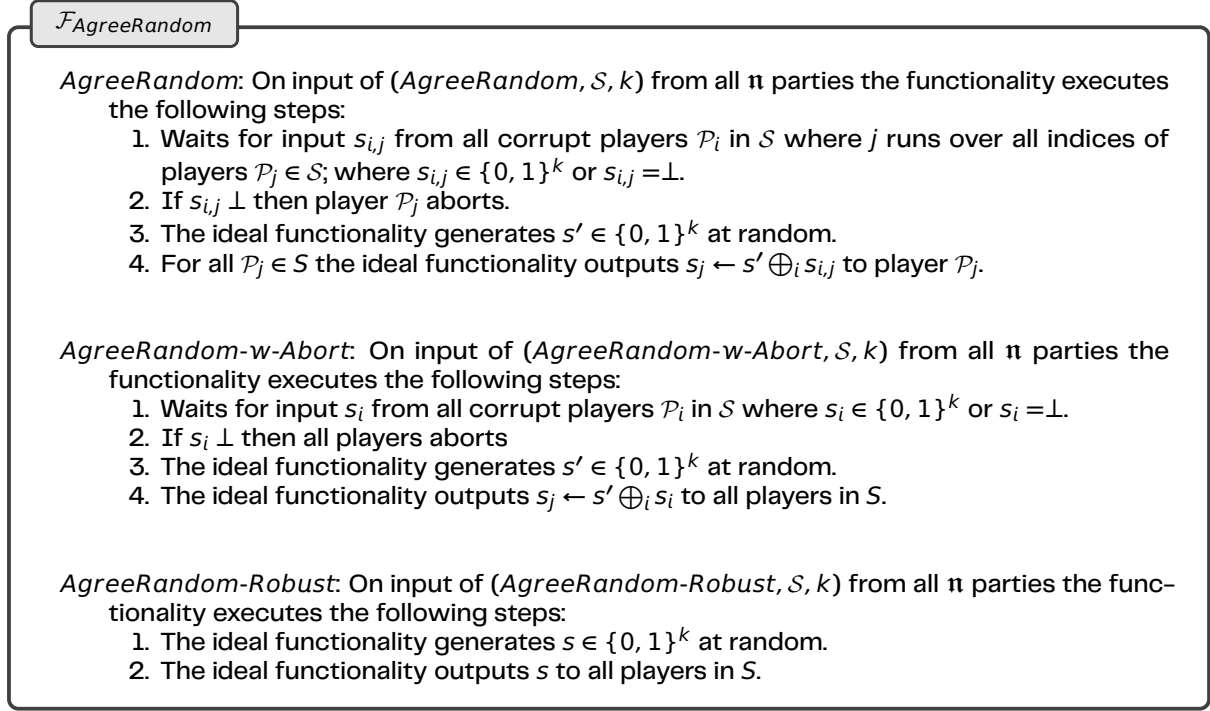 ℱ_AgreeRandom
AgreeRandom: On input of (AgreeRandom, 𝒮, k) from all 𝔫 parties the functionality executes
the following steps:
1. Waits for input s_{i,j} from all corrupt players 𝒫_i in 𝒮 where j runs over all indices of
players 𝒫_j ∈ 𝒮; where s_{i,j} ∈ {0, 1}^k or s_{i,j} =⊥.
2. If s_{i,j} ⊥ then player 𝒫_j aborts.
3. The ideal functionality generates s′ ∈ {0, 1}^k at random.
4. For all 𝒫_j ∈ S the ideal functionality outputs s_j ← s′ ⨁_i s_{i,j} to player 𝒫_j.
AgreeRandom-w-Abort: On input of (AgreeRandom-w-Abort, 𝒮, k) from all 𝔫 parties the
functionality executes the following steps:
1. Waits for input s_i from all corrupt players 𝒫_i in 𝒮 where s_i ∈ {0, 1}^k or s_i =⊥.
2. If s_i ⊥ then all players aborts
3. The ideal functionality generates s′ ∈ {0, 1}^k at random.
4. The ideal functionality outputs s_j ← s′ ⨁_i s_i to all players in S.
AgreeRandom-Robust: On input of (AgreeRandom-Robust, 𝒮, k) from all 𝔫 parties the func-
tionality executes the following steps:
1. The ideal functionality generates s ∈ {0, 1}^k at random.
2. The ideal functionality outputs s to all players in S.